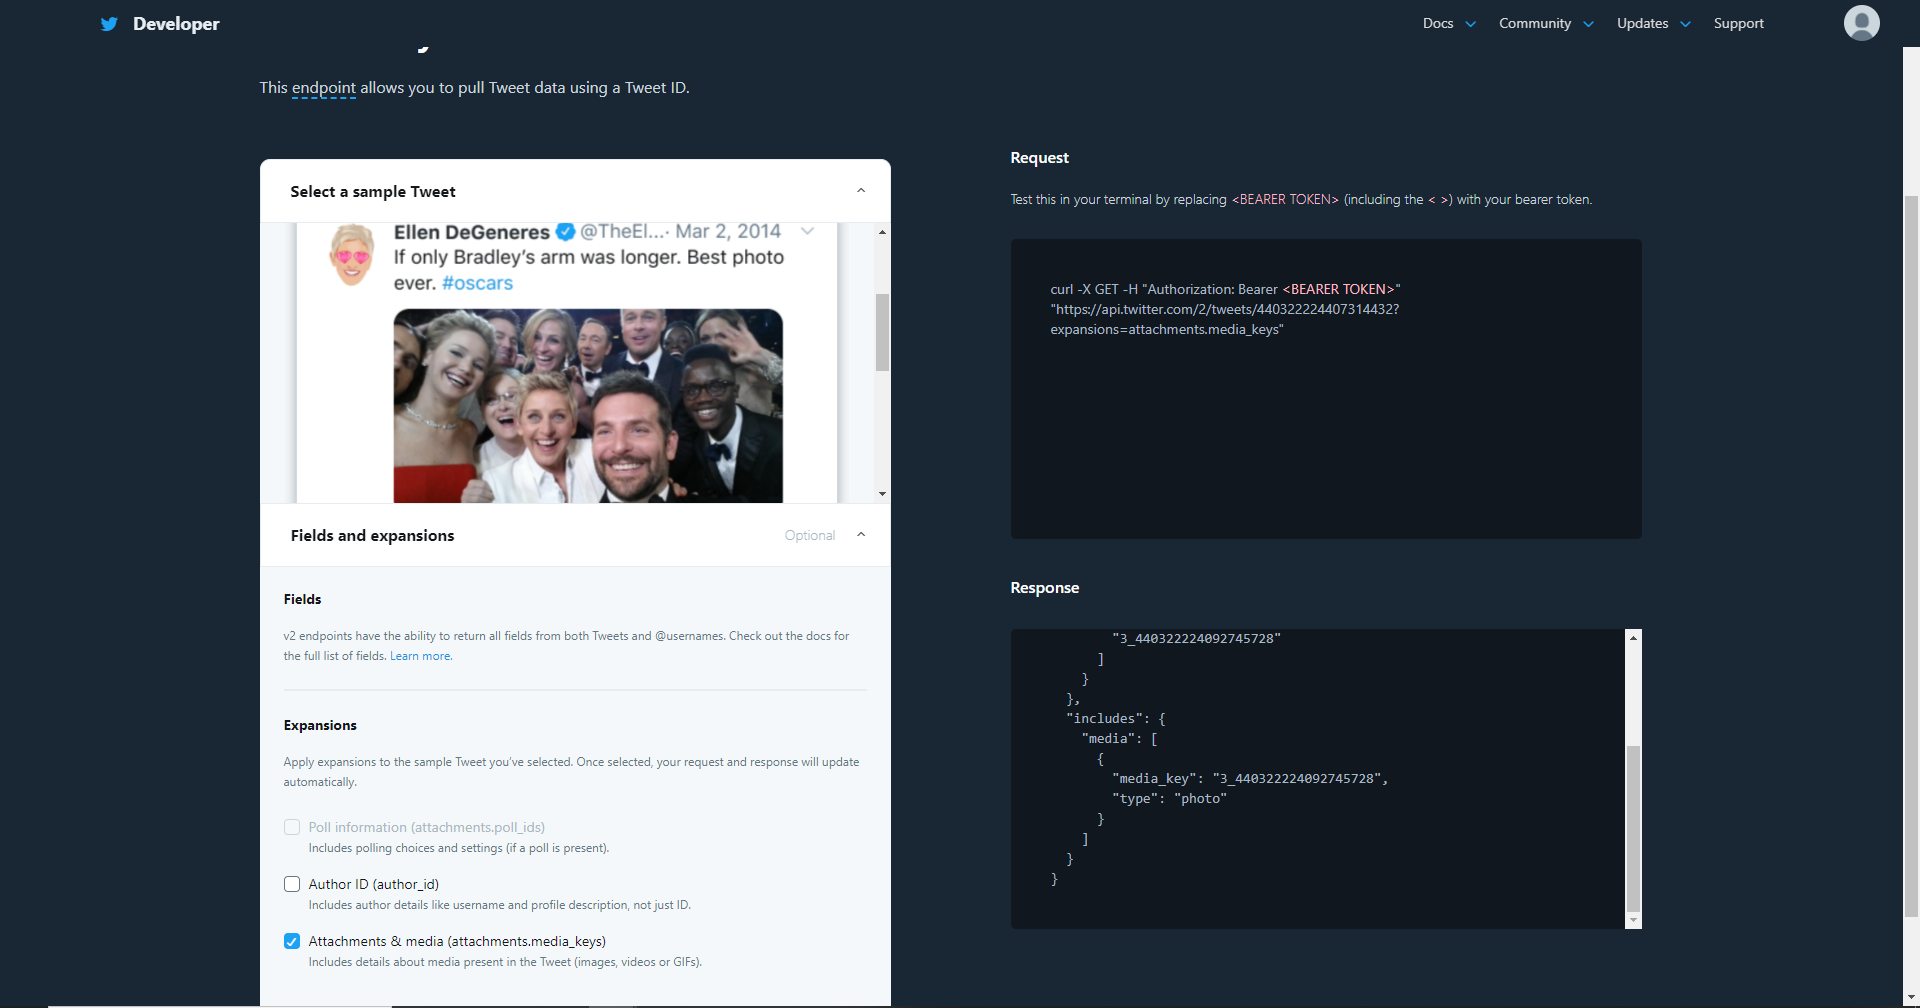 Developer
Docs
Community
Updates
Support
This endpoint allows you to pull Tweet data using a Tweet ID.
Select a sample Tweet
Ellen DeGeneres @TheEl...· Mar 2, 2014
If only Bradley's arm was longer. Best photo
ever. #oscars
Fields and expansions
Optional
Fields
v2 endpoints have the ability to return all fields from both Tweets and @usernames. Check out the docs for
the full list of fields. Learn more.
Expansions
Apply expansions to the sample Tweet you've selected. Once selected, your request and response will update
automatically.
Poll information (attachments.poll_ids)
Includes polling choices and settings (if a poll is present).
Author ID (author_id)
Includes author details like username and profile description, not just ID.
Attachments & media (attachments.media_keys)
Includes details about media present in the Tweet (images, videos or GIFs).
Request
Test this in your terminal by replacing <BEARER TOKEN> (including the < >) with your bearer token.
curl -X GET -H "Authorization: Bearer <BEARER TOKEN>"
"https://api.twitter.com/2/tweets/440322224407314432?
expansions=attachments.media_keys"
Response
"3_440322224092745728"
]
}
},
"includes": {
"media": [
{
"media_key": "3_440322224092745728",
"type": "photo"
}
]
}
}